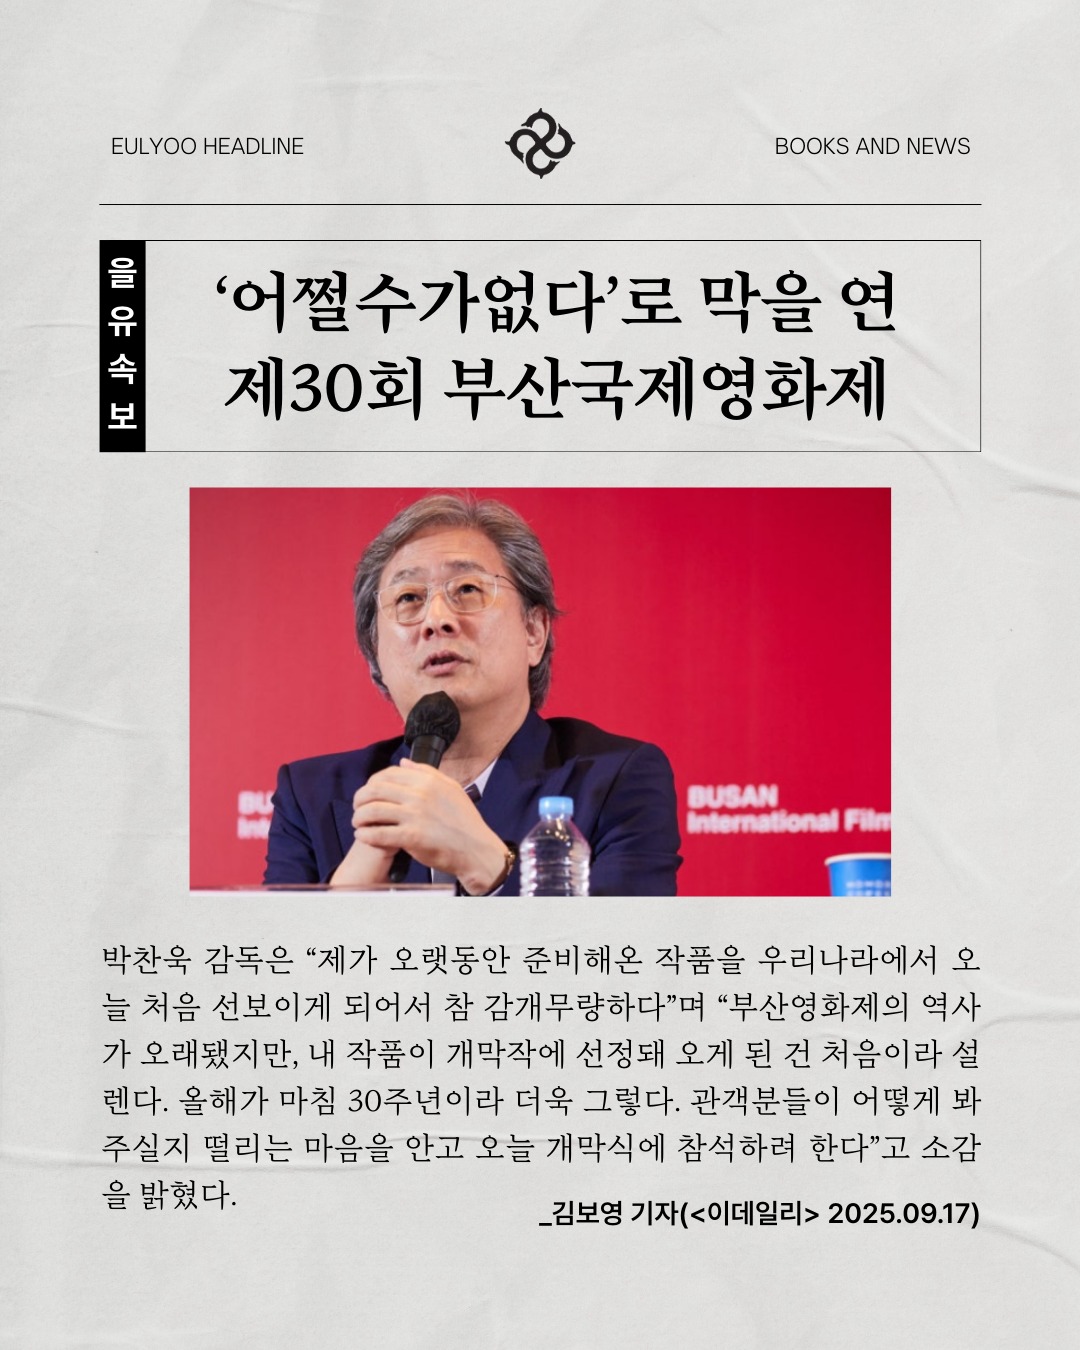 EULYOO HEADLINE
BOOKS AND NEWS
을유속보
‘어쩔수가없다’로 막을 연
제30회 부산국제영화제
BUSAN
International Film
박찬욱 감독은 “제가 오랫동안 준비해온 작품을 우리나라에서 오
늘 처음 선보이게 되어서 참 감개무량하다”며 “부산영화제의 역사
가 오래됐지만, 내 작품이 개막작에 선정돼 오게 된 건 처음이라 설
렌다. 올해가 마침 30주년이라 더욱 그렇다. 관객분들이 어떻게 봐
주실지 떨리는 마음을 안고 오늘 개막식에 참석하려 한다”고 소감
을 밝혔다.
_김보영 기자(<이데일리> 2025.09.17)